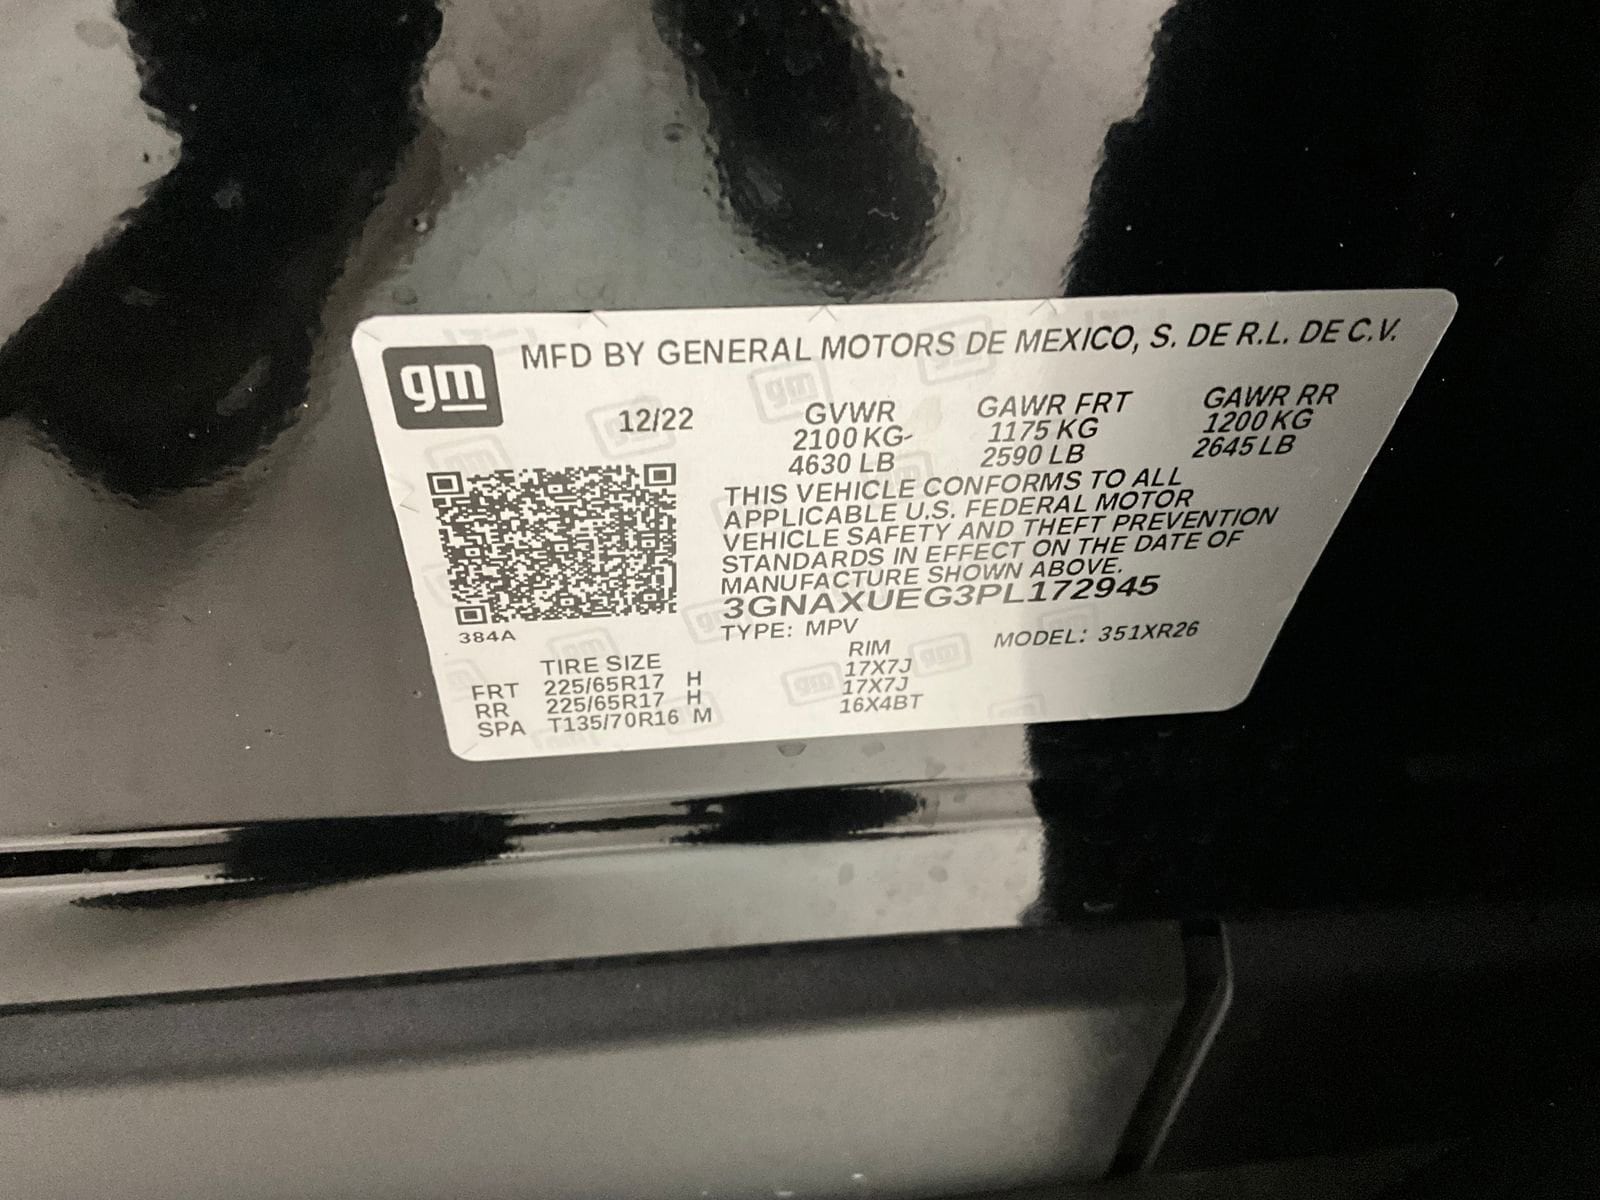 gm MFD BY GENERAL MOTORS DE MEXICO, S. DE R.L. DE C.V.
12/22 GVWR GAWR FRT GAWR RR
2100 KG- 1175 KG 1200 KG
4630 LB 2590 LB 2645 LB
THIS VEHICLE CONFORMS TO ALL
APPLICABLE U.S. FEDERAL MOTOR
VEHICLE SAFETY AND THEFT PREVENTION
STANDARDS IN EFFECT ON THE DATE OF
MANUFACTURE SHOWN ABOVE.
3GNAXUEG3PL172945
384A
TYPE: MPV MODEL: 351XR26
TIRE SIZE RIM
FRT 225/65R17 H 17X7J
RR 225/65R17 H 17X7J
SPA T135/70R16 M 16X4BT